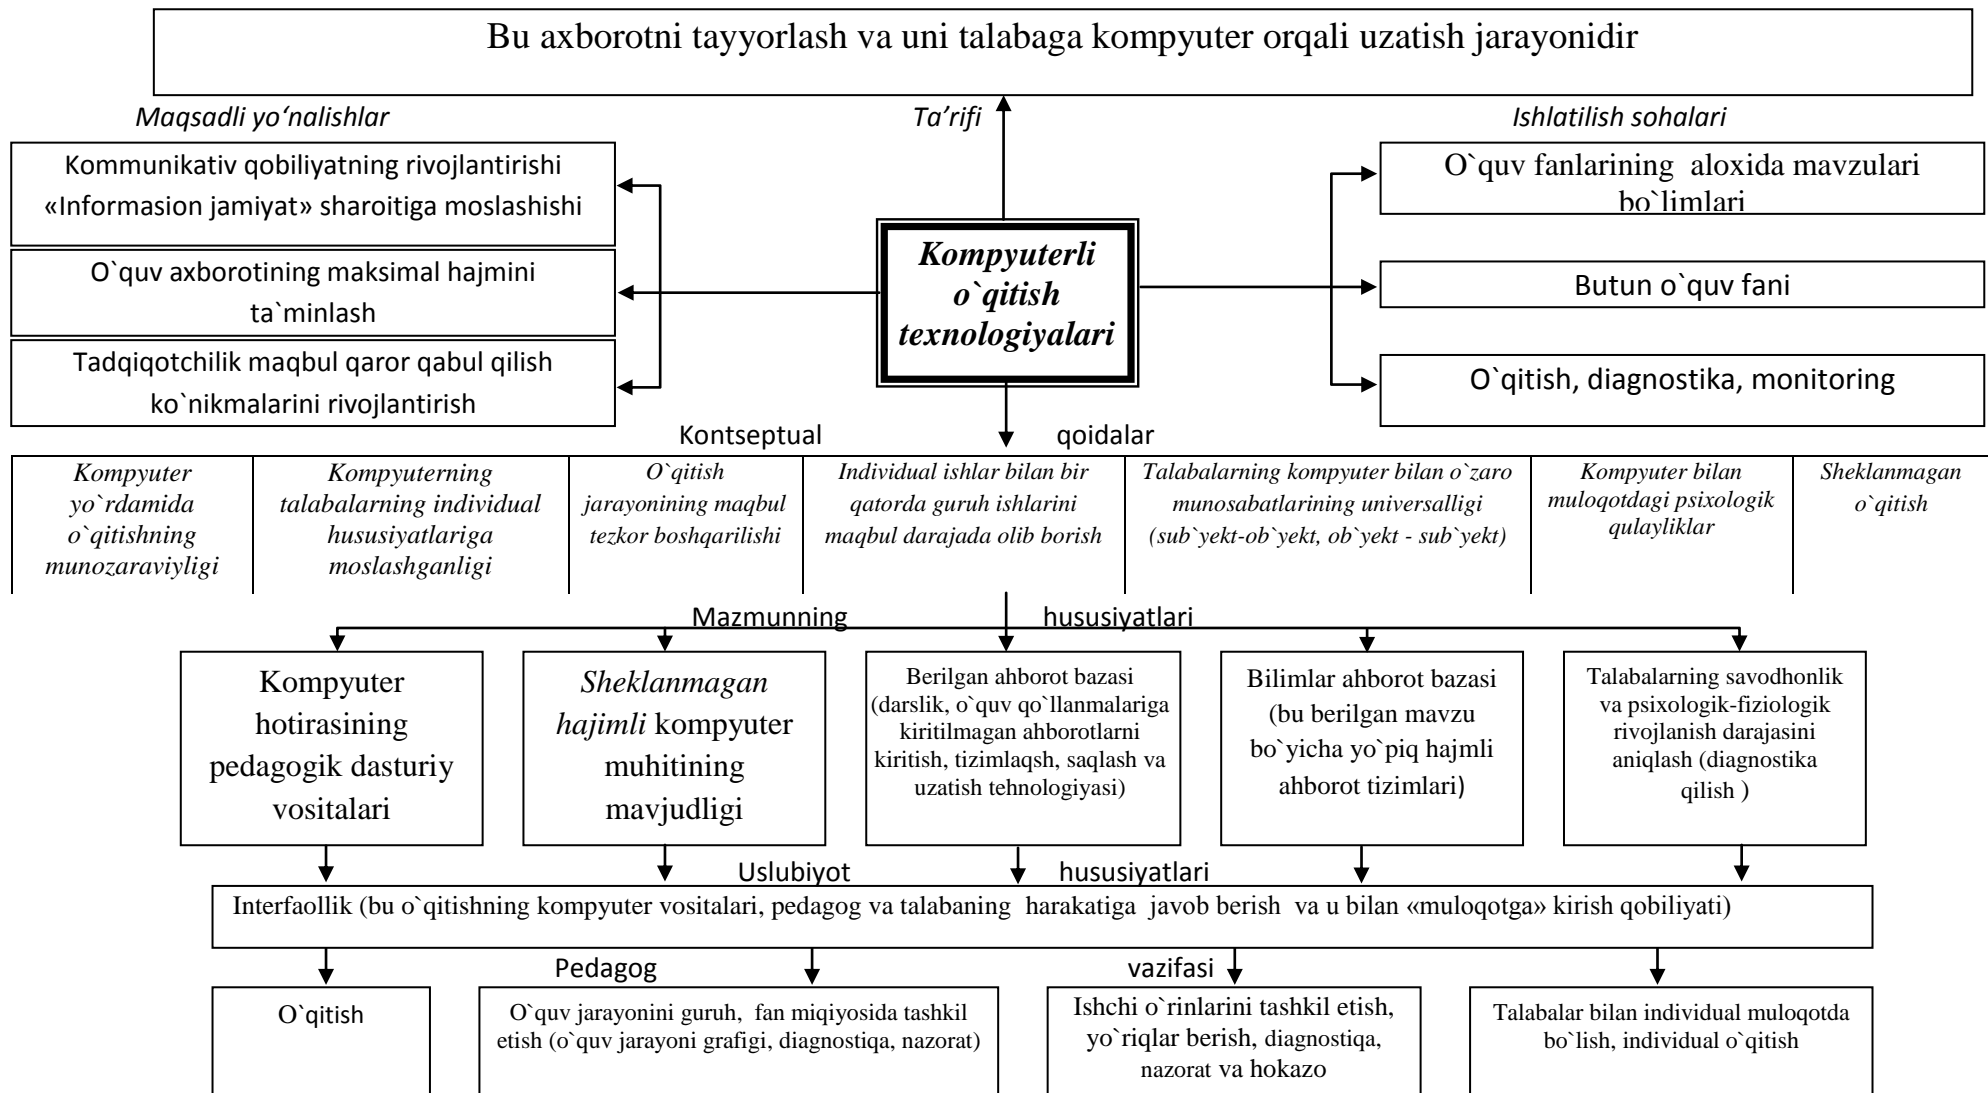 Bu axborotni tayyorlash va uni talabaga kompyuter orqali uzatish jarayonidir
Maqsadli yo‘nalishlar
Ta’rifi
Ishlatilish sohalari
Kommunikativ qobiliyatning rivojlantirishi
«Informasion jamiyat» sharoitiga moslashishi
O`quv axborotining maksimal hajmini
ta`minlash
Tadqiqotchilik maqbul qaror qabul qilish
ko`nikmalarini rivojlantirish
Kompyuterli
o`qitish
texnologiyalari
O`quv fanlarining aloxida mavzulari
bo`limlari
Butun o`quv fani
O`qitish, diagnostika, monitoring
Kontseptual qoidalar
Kompyuter
yo`rdamida
o`qitishning
munozaraviyligi
Kompyuterning
talabalarning individual
hususiyatlariga
moslashganligi
O`qitish
jarayonining maqbul
tezkor boshqarilishi
Individual ishlar bilan bir
qatorda guruh ishlarini
maqbul darajada olib borish
Talabalarning kompyuter bilan o`zaro
munosabatlarining universalligi
(sub`yekt-ob`yekt, ob`yekt - sub`yekt)
Kompyuter bilan
muloqotdagi psixologik
qulayliklar
Sheklanmagan
o`qitish
Mazmunning hususiyatlari
Kompyuter
hotirasining
pedagogik dasturiy
vositalari
Sheklanmagan
hajimli kompyuter
muhitining
mavjudligi
Berilgan ahborot bazasi
(darslik, o`quv qo`llanmalariga
kiritilmagan ahborotlarni
kiritish, tizimlaqsh, saqlash va
uzatish tehnologiyasi)
Bilimlar ahborot bazasi
(bu berilgan mavzu
bo`yicha yo`piq hajmli
ahborot tizimlari)
Talabalarning savodhonlik
va psixologik-fiziologik
rivojlanish darajasini
aniqlash (diagnostika
qilish )
Uslubiyot hususiyatlari
Interfaollik (bu o`qitishning kompyuter vositalari, pedagog va talabaning harakatiga javob berish va u bilan «muloqotga» kirish qobiliyati)
Pedagog vazifasi
O`qitish
O`quv jarayonini guruh, fan miqiyosida tashkil
etish (o`quv jarayoni grafigi, diagnostiqa, nazorat)
Ishchi o`rinlarini tashkil etish,
yo`riqlar berish, diagnostiqa,
nazorat va hokazo
Talabalar bilan individual muloqotda
bo`lish, individual o`qitish